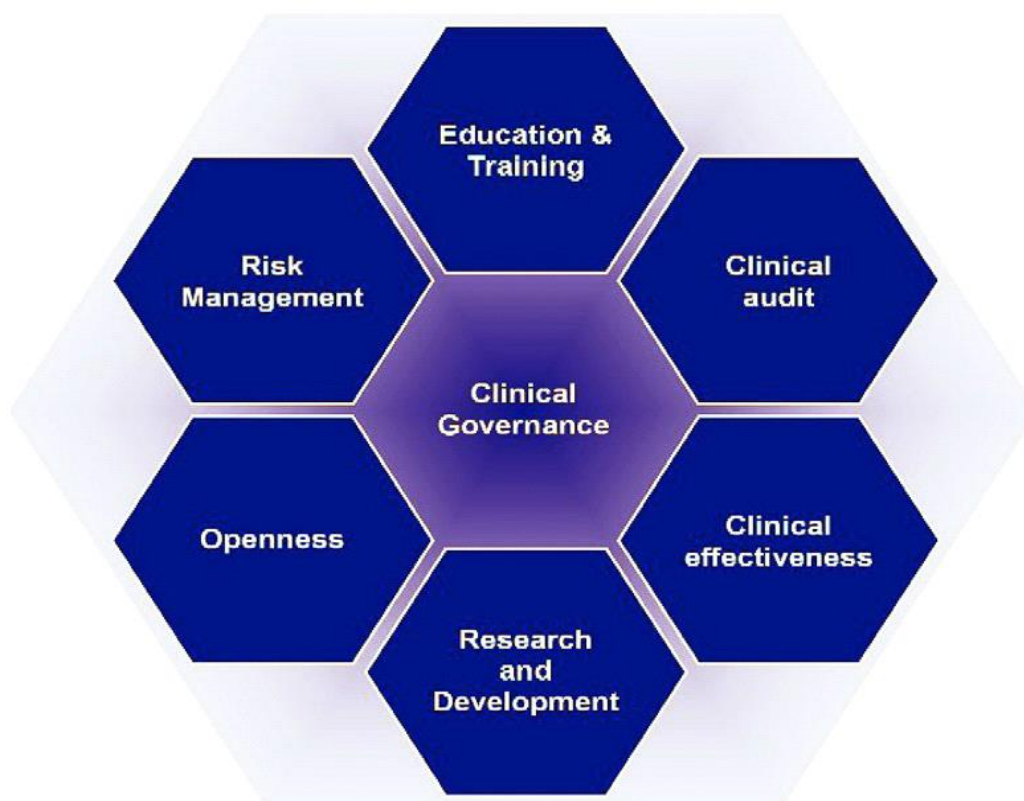 Education &
Training
Risk
Management
Clinical
audit
Clinical
Governance
Openness
Clinical
effectiveness
Research
and
Development